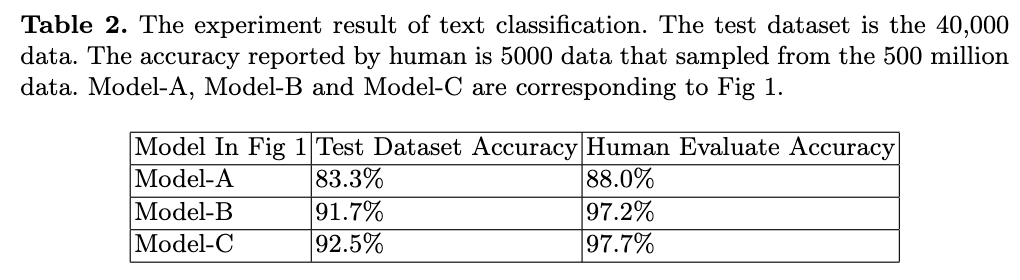 Table 2. The experiment result of text classification. The test dataset is the 40,000
data. The accuracy reported by human is 5000 data that sampled from the 500 million
data. Model-A, Model-B and Model-C are corresponding to Fig 1.
Model In Fig 1 Test Dataset Accuracy Human Evaluate Accuracy
Model-A 83.3% 88.0%
Model-B 91.7% 97.2%
Model-C 92.5% 97.7%